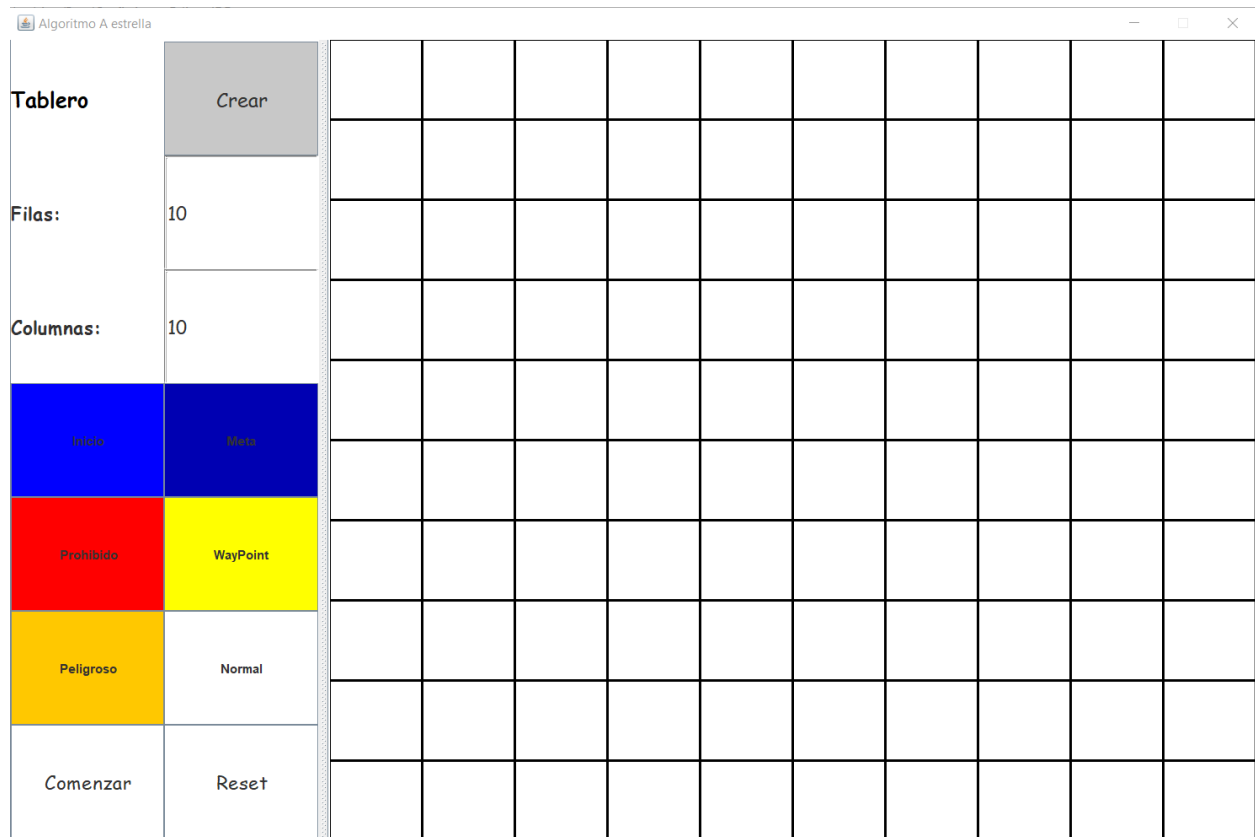 Algoritmo A estrella
Tablero
Crear
Filas:
10
Columnas:
10
Inicio
Meta
Prohibido
WayPoint
Peligroso
Normal
Comenzar
Reset